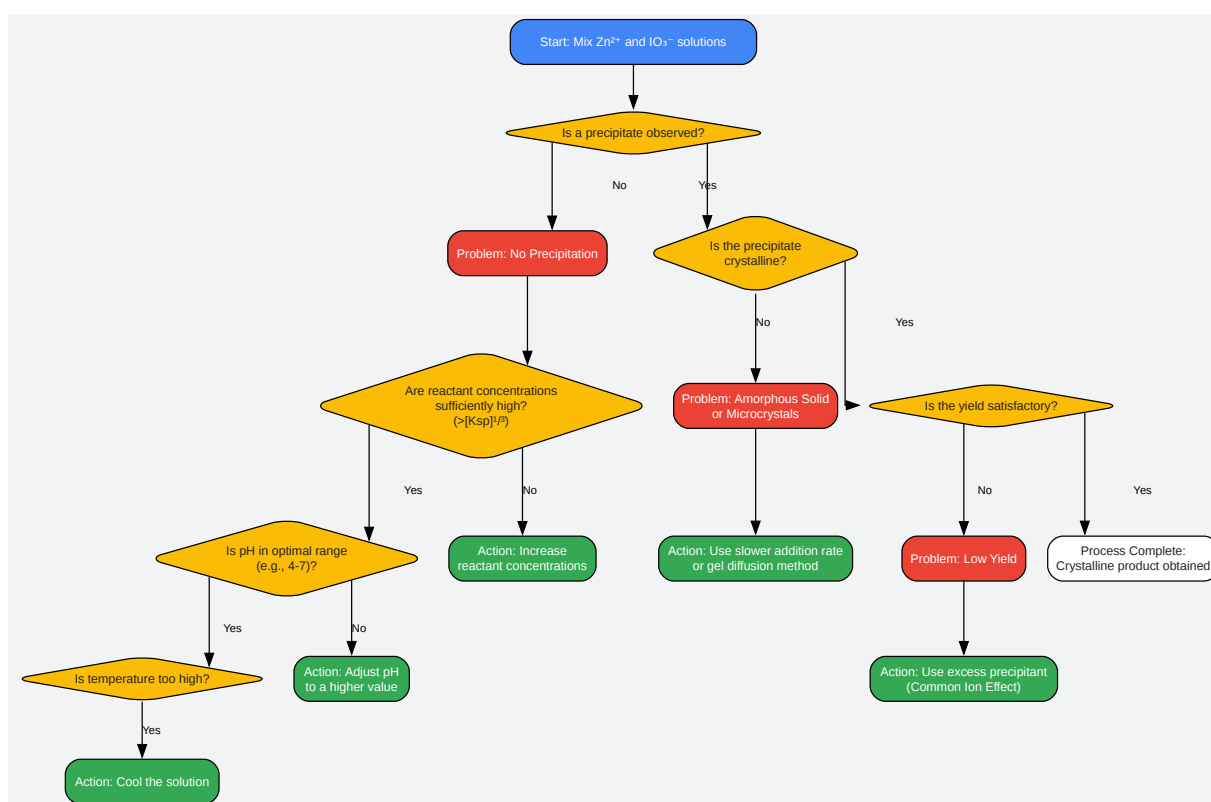 Start: Mix Zn²⁺ and IO₃⁻ solutions
Is a precipitate observed?
No
Yes
Problem: No Precipitation
Is the precipitate
crystalline?
No
Yes
Are reactant concentrations
sufficiently high?
(>[Ksp]¹/³)
Problem: Amorphous Solid
or Microcrystals
Is the yield satisfactory?
Yes
No
No
Yes
Is pH in optimal range
(e.g., 4-7)?
Action: Increase
reactant concentrations
Action: Use slower addition rate
or gel diffusion method
Problem: Low Yield
Process Complete:
Crystalline product obtained
Yes
No
Is temperature too high?
Action: Adjust pH
to a higher value
Action: Use excess precipitant
(Common Ion Effect)
Yes
Action: Cool the solution